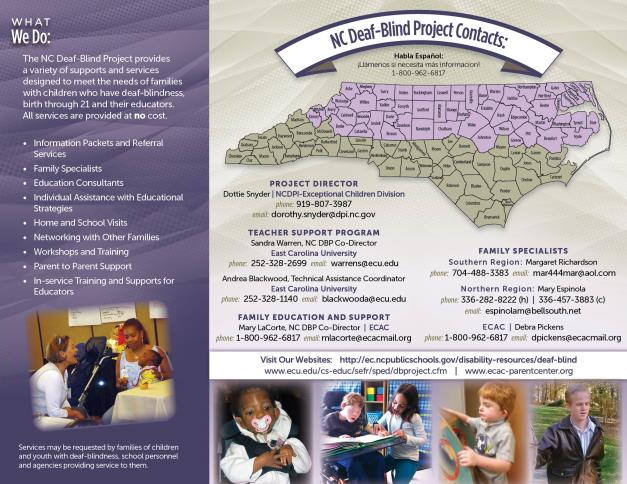 WHAT
We Do:
The NC Deaf-Blind Project provides
a variety of supports and services
designed to meet the needs of families
with children who have deaf-blindness,
birth through 21 and their educators.
All services are provided at no cost.
• Information Packets and Referral
Services
• Family Specialists
• Education Consultants
• Individual Assistance with Educational
Strategies
• Home and School Visits
• Networking with Other Families
• Workshops and Training
• Parent to Parent Support
• In-service Training and Supports for
Educators
Services may be requested by families of children
and youth with deaf-blindness, school personnel
and agencies providing service to them.
NC Deaf-Blind Project Contacts:
Habla Español:
¡Llámenos si necesita más informacion!
1-800-962-6817
PROJECT DIRECTOR
Dottie Snyder | NCDPI-Exceptional Children Division
phone: 919-807-3987
email: dorothy.snyder@dpi.nc.gov
TEACHER SUPPORT PROGRAM
Sandra Warren, NC DBP Co-Director
East Carolina University
phone: 252-328-2699 email: warrens@ecu.edu
Andrea Blackwood, Technical Assistance Coordinator
East Carolina University
phone: 252-328-1140 email: blackwooda@ecu.edu
FAMILY EDUCATION AND SUPPORT
Mary LaCorte, NC DBP Co-Director | ECAC
phone: 1-800-962-6817 email: mlacorte@ecacmail.org
FAMILY SPECIALISTS
Southern Region: Margaret Richardson
phone: 704-488-3383 email: mar444mar@aol.com
Northern Region: Mary Espinola
phone: 336-282-8222 (h) | 336-457-3883 (c)
email: espinolam@bellsouth.net
ECAC | Debra Pickens
phone: 1-800-962-6817 email: dpickens@ecacmail.org
Visit Our Websites: http://ec.ncpublicschools.gov/disability-resources/deaf-blind
www.ecu.edu/cs-educ/sefr/sped/dbproject.cfm | www.ecac-parentcenter.org